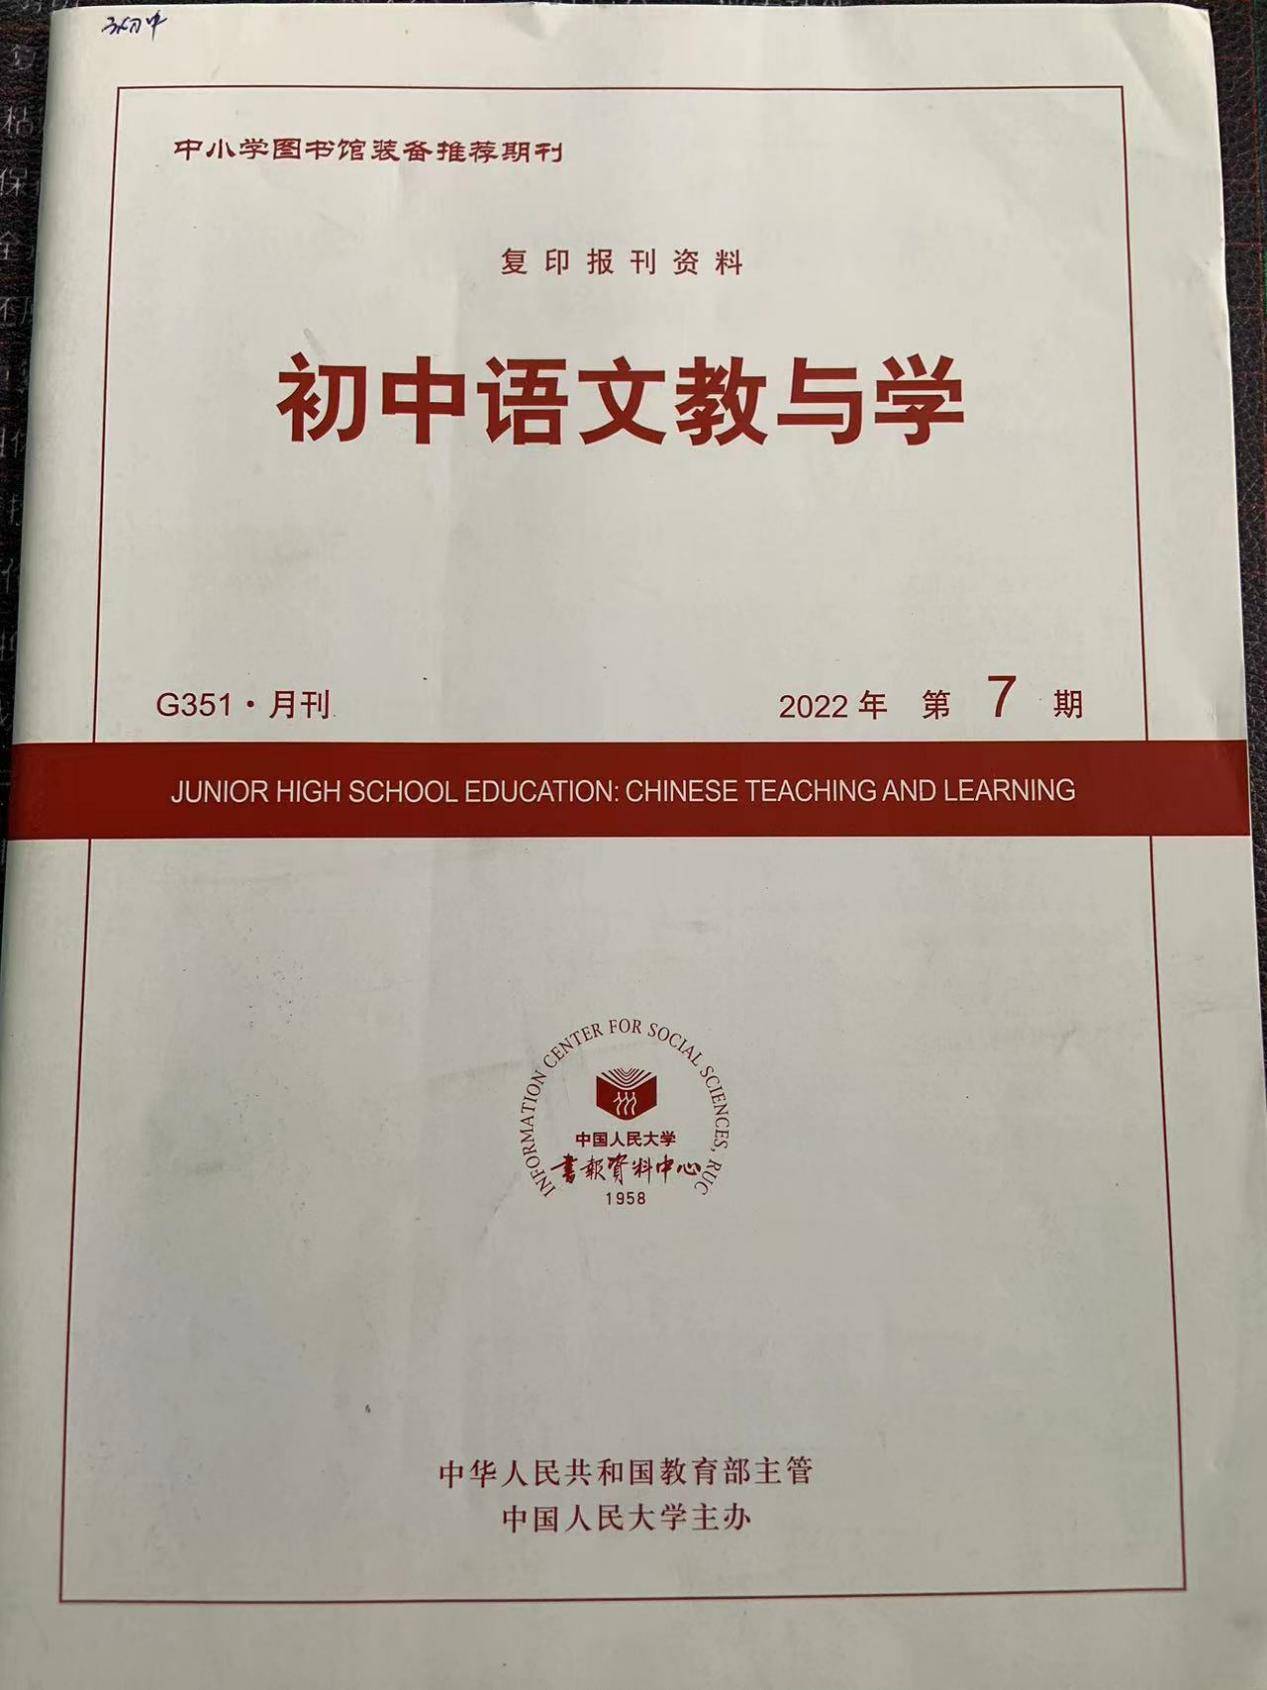 中小学图书馆装备推荐期刊
复印报刊资料
初中语文教与学
G351·月刊
2022年 第7期
JUNIOR HIGH SCHOOL EDUCATION: CHINESE TEACHING AND LEARNING
INFORMATION CENTER FOR SOCIAL SCIENCES, RUC
中国人民大学
書報資料中心
1958
中华人民共和国教育部主管
中国人民大学主办